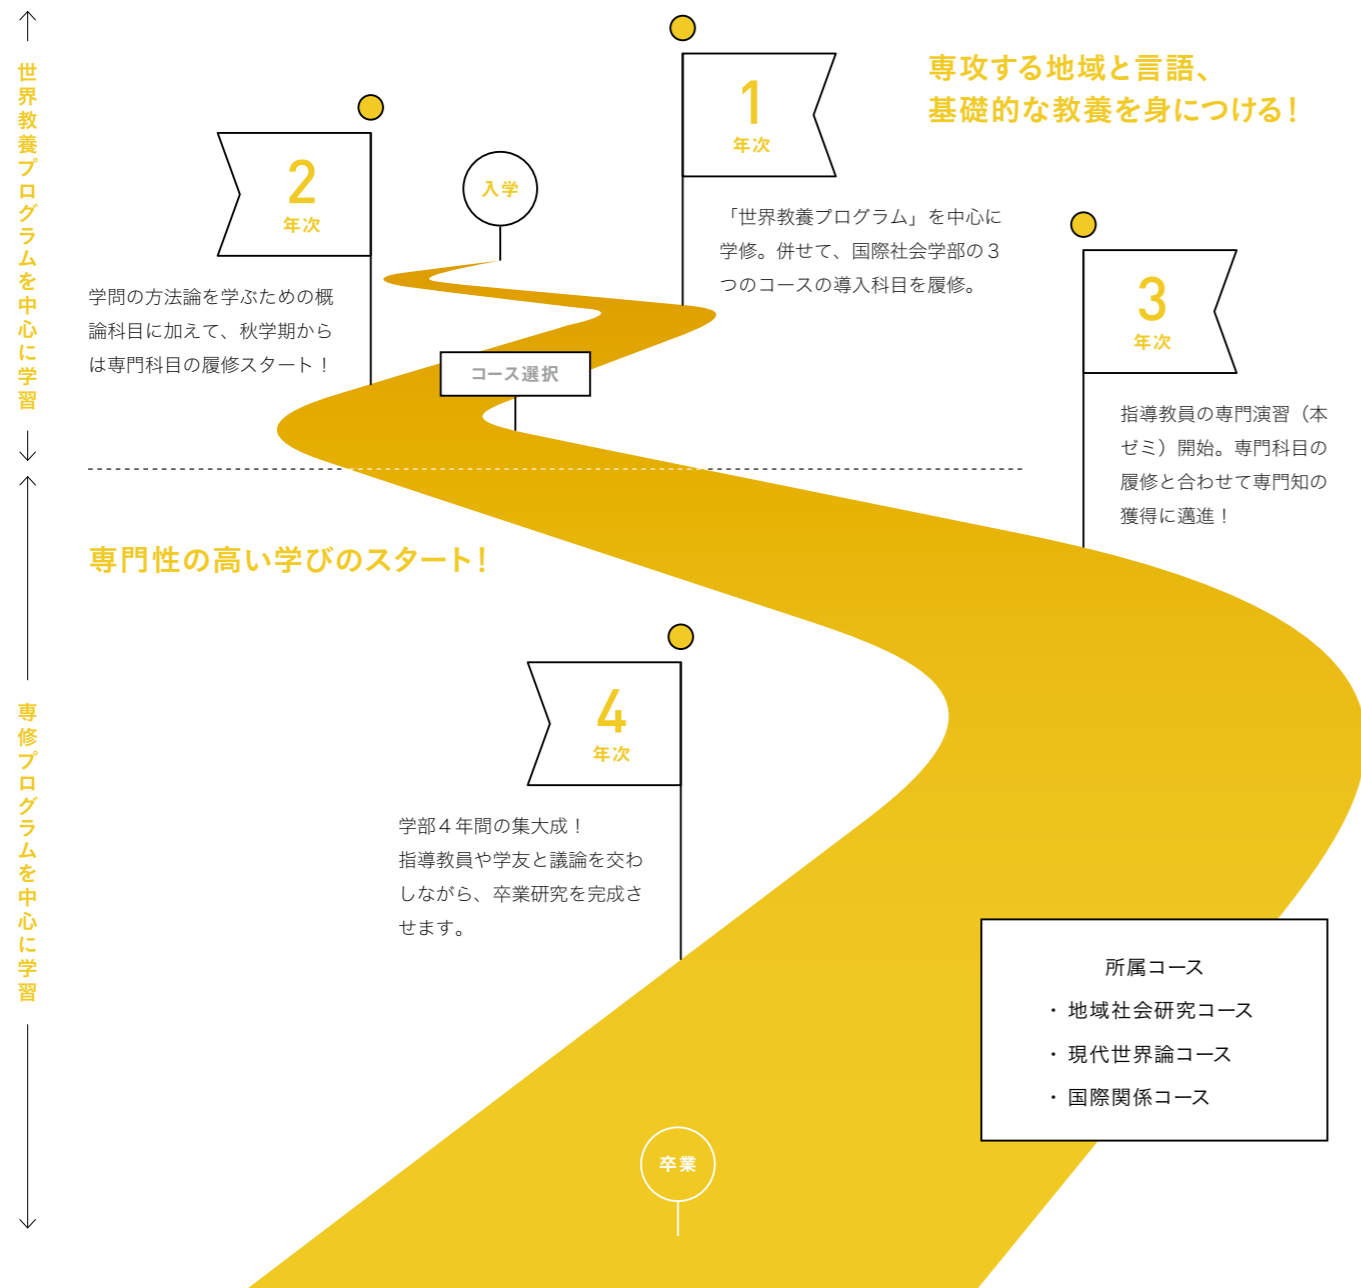 世界教養プログラムを中心に学習
専攻する地域と言語、
基礎的な教養を身につける!
1
年次
「世界教養プログラム」を中心に
学修。併せて、国際社会学部の３
つのコースの導入科目を履修。
入学
2
年次
学問の方法論を学ぶための概
論科目に加えて、秋学期から
は専門科目の履修スタート！
コース選択
3
年次
指導教員の専門演習（本
ゼミ）開始。専門科目の
履修と合わせて専門知の
獲得に邁進！
専修プログラムを中心に学習
専門性の高い学びのスタート!
4
年次
学部４年間の集大成！
指導教員や学友と議論を交わ
しながら、卒業研究を完成さ
せます。
所属コース
・ 地域社会研究コース
・ 現代世界論コース
・ 国際関係コース
卒業